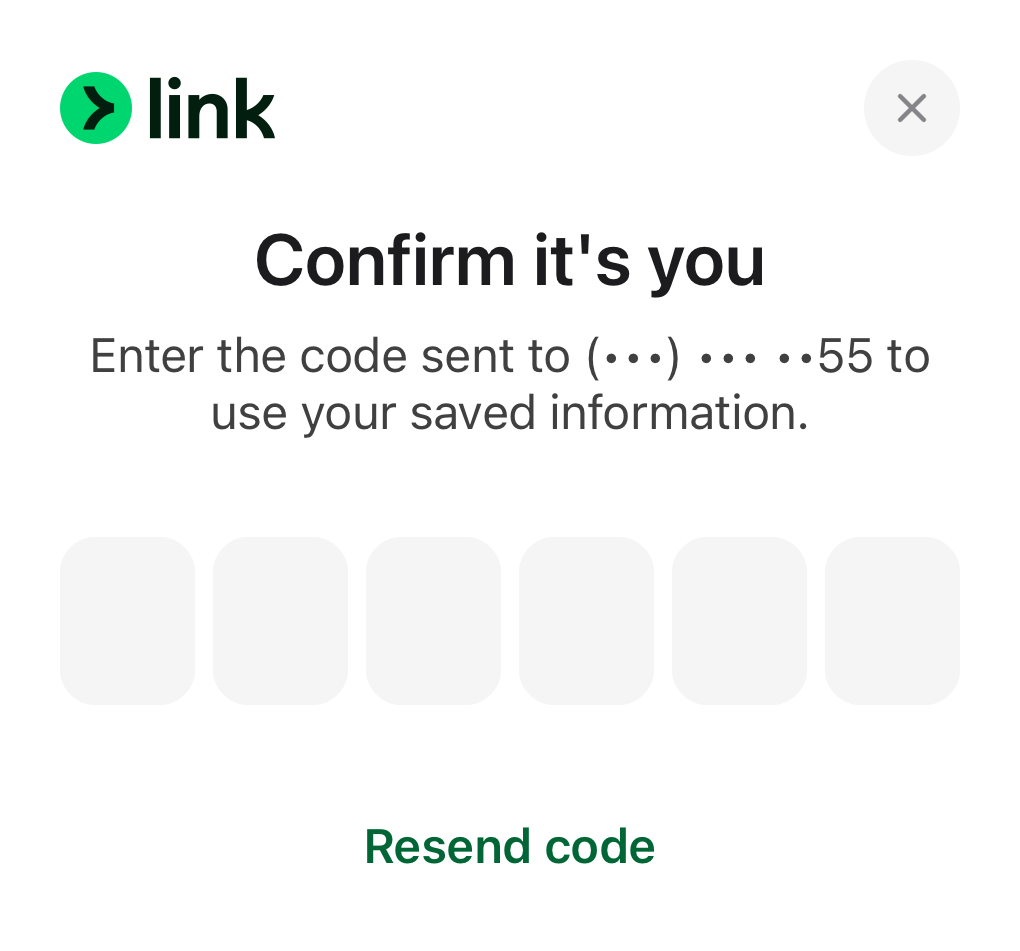 link
Confirm it's you
Enter the code sent to (•••) ••• ••55 to
use your saved information.
Resend code